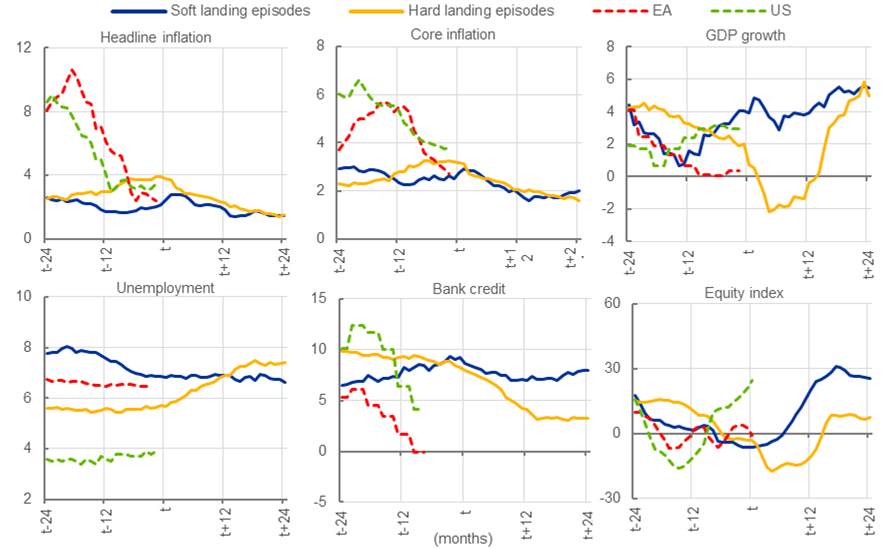 Soft landing episodes Hard landing episodes EA US
Headline inflation
12
8
4
0
t-24 t-12 t t+12 t+24
Core inflation
8
6
4
2
0
t-24 t-12 t t+1 2 t+2.
GDP growth
8
6
4
2
0
-2
-4
t-24 t-12 t t+12 t+24
Unemployment
10
8
6
4
2
t-24 t-12 t t+12 t+24
Bank credit
15
10
5
0
-5
t-24 t-12 t t+12 t+24
(months)
Equity index
60
30
0
-30
t-24 t-12 t t+12 t+24